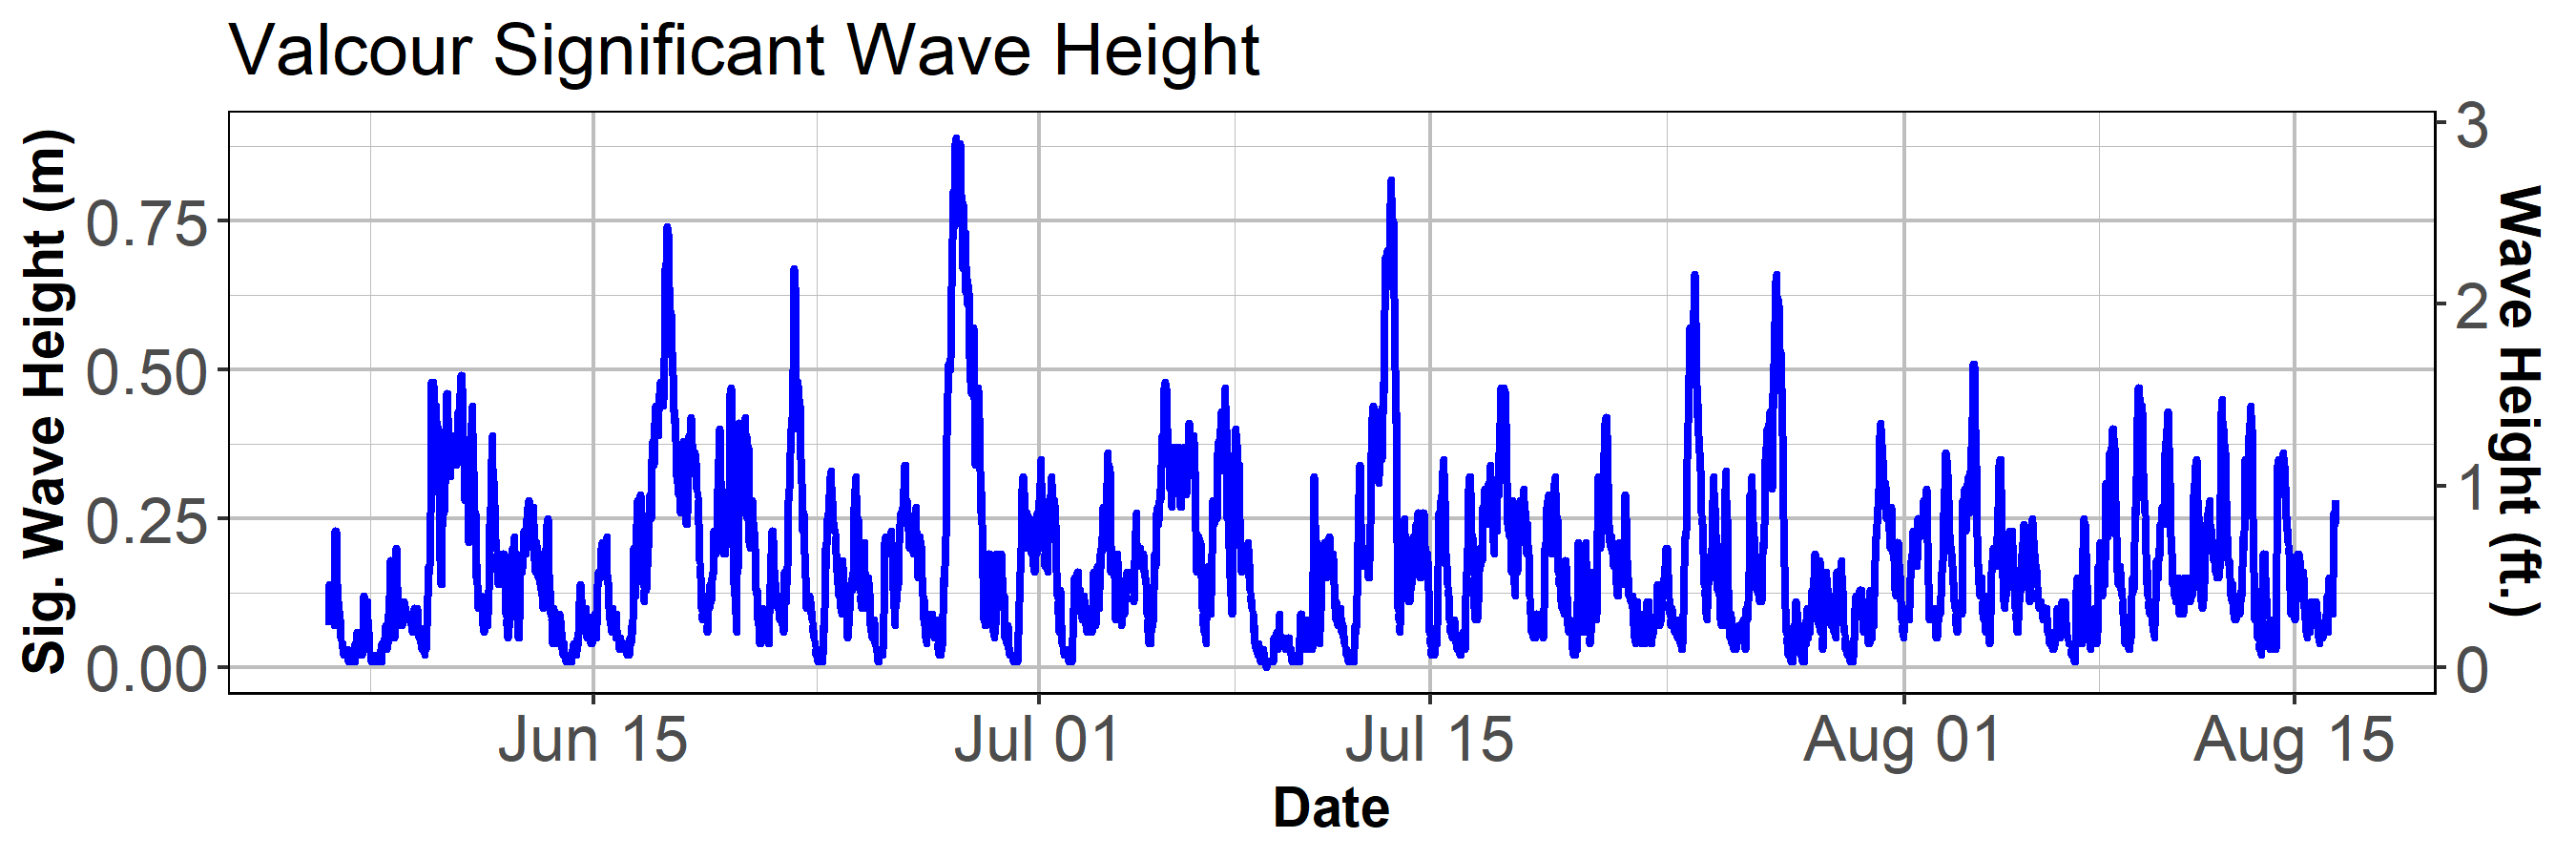 Valcour Significant Wave Height
Sig. Wave Height (m)
0.75
0.50
0.25
0.00
3
2
1
0
Wave Height (ft.)
Jun 15
Jul 01
Jul 15
Aug 01
Aug 15
Date